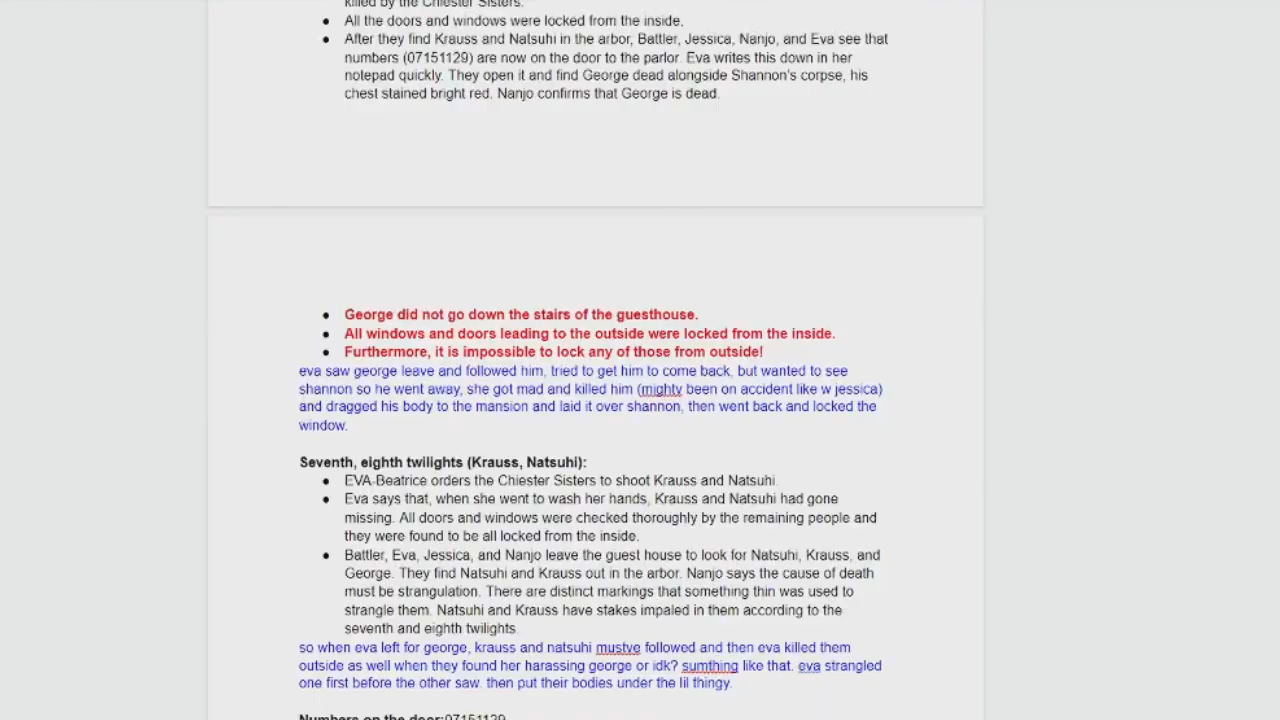 killed by the Chiester Sisters.
● All the doors and windows were locked from the inside.
● After they find Krauss and Natsuhi in the arbor, Battler, Jessica, Nanjo, and Eva see that
numbers (07151129) are now on the door to the parlor. Eva writes this down in her
notepad quickly. They open it and find George dead alongside Shannon's corpse, his
chest stained bright red. Nanjo confirms that George is dead.
● George did not go down the stairs of the guesthouse.
● All windows and doors leading to the outside were locked from the inside.
● Furthermore, it is impossible to lock any of those from outside!
eva saw george leave and followed him, tried to get him to come back, but wanted to see
shannon so he went away, she got mad and killed him (mighty been on accident like w jessica)
and dragged his body to the mansion and laid it over shannon, then went back and locked the
window.
Seventh, eighth twilights (Krauss, Natsuhi):
● EVA-Beatrice orders the Chiester Sisters to shoot Krauss and Natsuhi.
● Eva says that, when she went to wash her hands, Krauss and Natsuhi had gone
missing. All doors and windows were checked thoroughly by the remaining people and
they were found to be all locked from the inside.
● Battler, Eva, Jessica, and Nanjo leave the guest house to look for Natsuhi, Krauss, and
George. They find Natsuhi and Krauss out in the arbor. Nanjo says the cause of death
must be strangulation. There are distinct markings that something thin was used to
strangle them. Natsuhi and Krauss have stakes impaled in them according to the
seventh and eighth twilights.
so when eva left for george, krauss and natsuhi mustve followed and then eva killed them
outside as well when they found her harassing george or idk? sumthing like that. eva strangled
one first before the other saw. then put their bodies under the lil thingy.
Numbers on the door:07151129